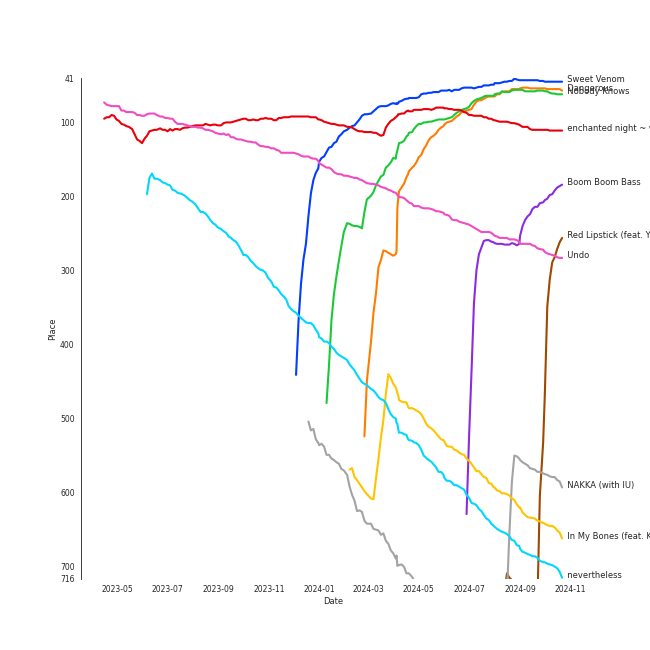 41
100
200
300
400
500
600
700
716
Place
2023-05
2023-07
2023-09
2023-11
2024-01
2024-03
2024-05
2024-07
2024-09
2024-11
Date
Sweet Venom
Dangerous
Nobody Knows
enchanted night ~
Boom Boom Bass
Red Lipstick (feat. Y
Undo
NAKKA (with IU)
In My Bones (feat. K
nevertheless